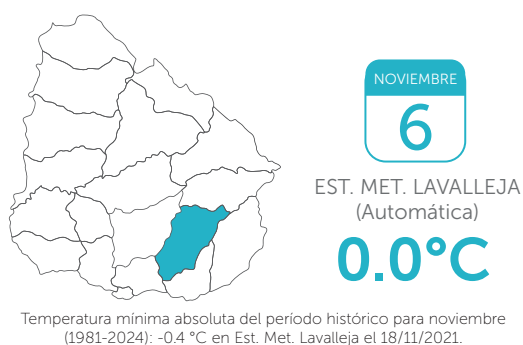 NOVIEMBRE
6
EST. MET. LAVALLEJA
(Automática)
0.0°C
Temperatura mínima absoluta del período histórico para noviembre
(1981-2024): -0.4 °C en Est. Met. Lavalleja el 18/11/2021.